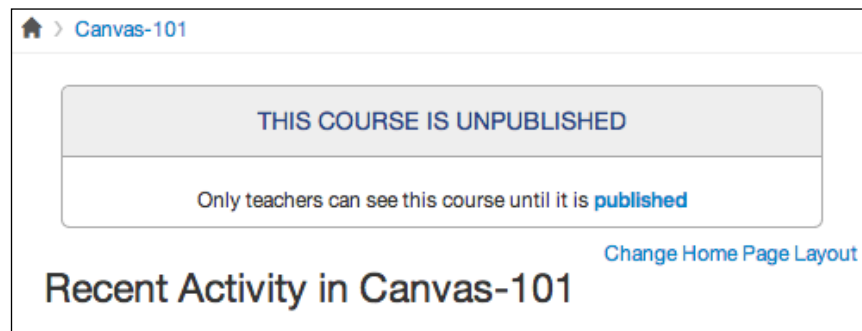 Canvas-101
THIS COURSE IS UNPUBLISHED
Only teachers can see this course until it is published
Change Home Page Layout
Recent Activity in Canvas-101